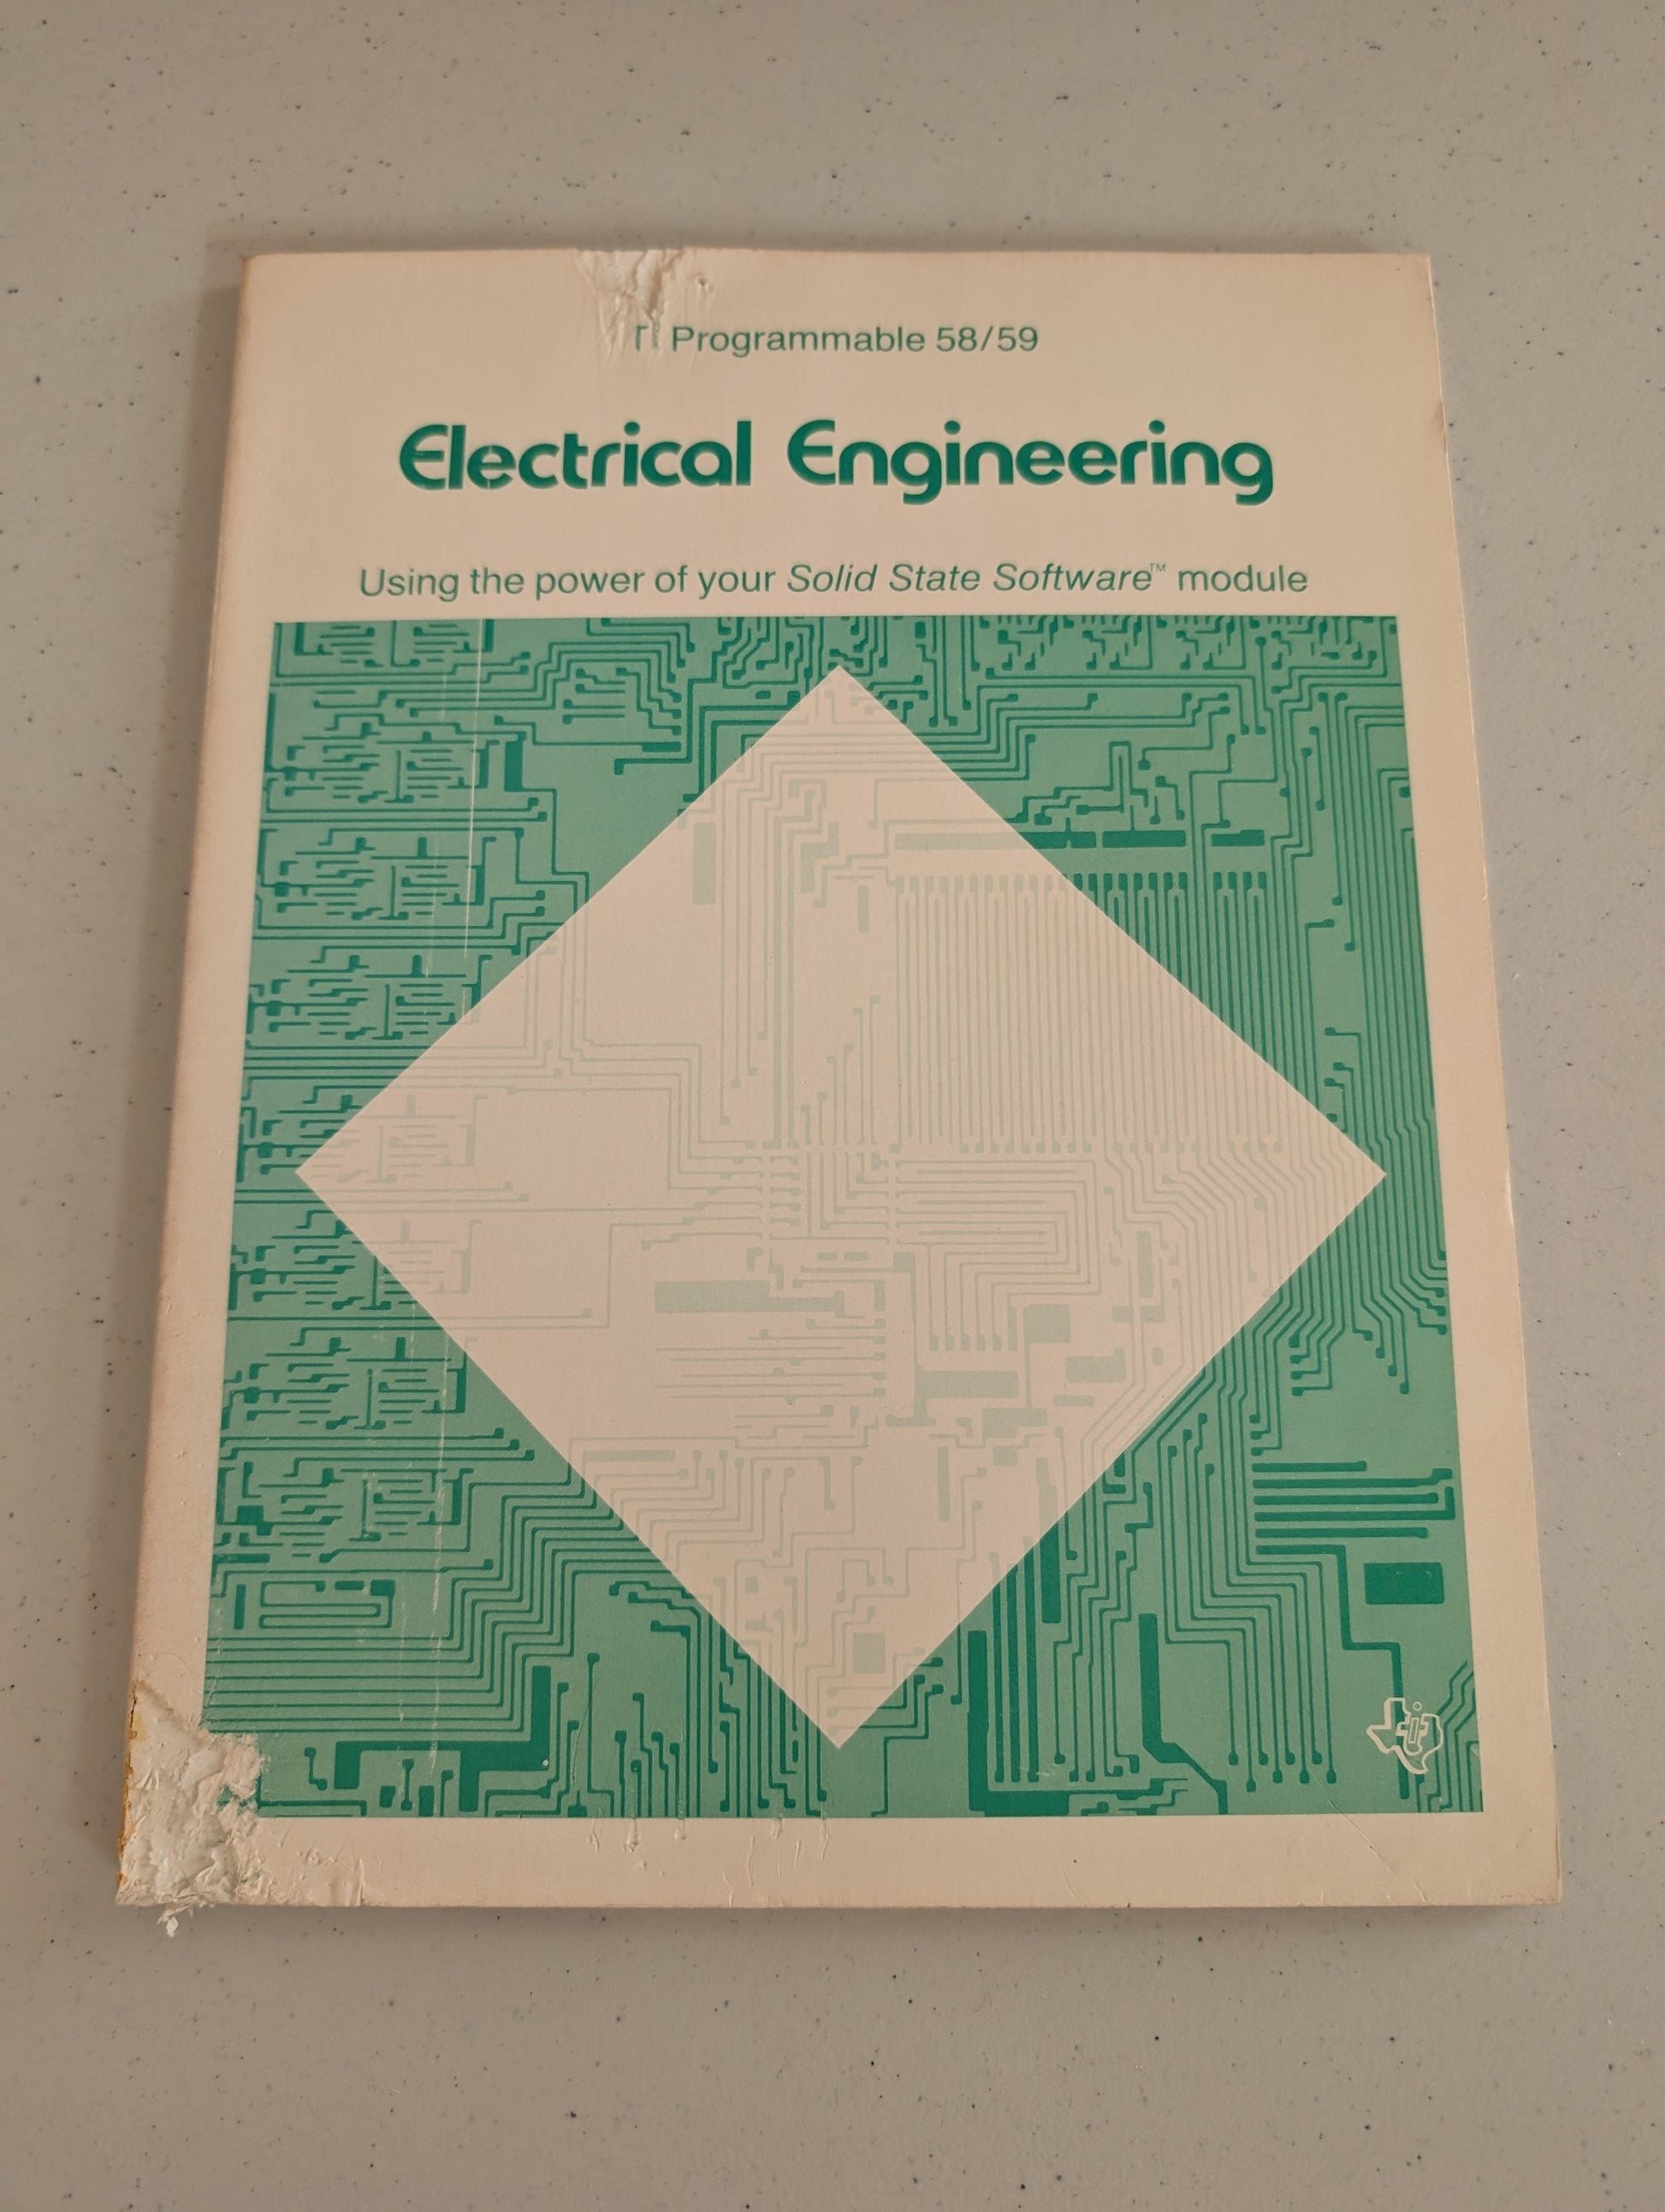 TI Programmable 58/59
Electrical Engineering
Using the power of your Solid State Software™ module